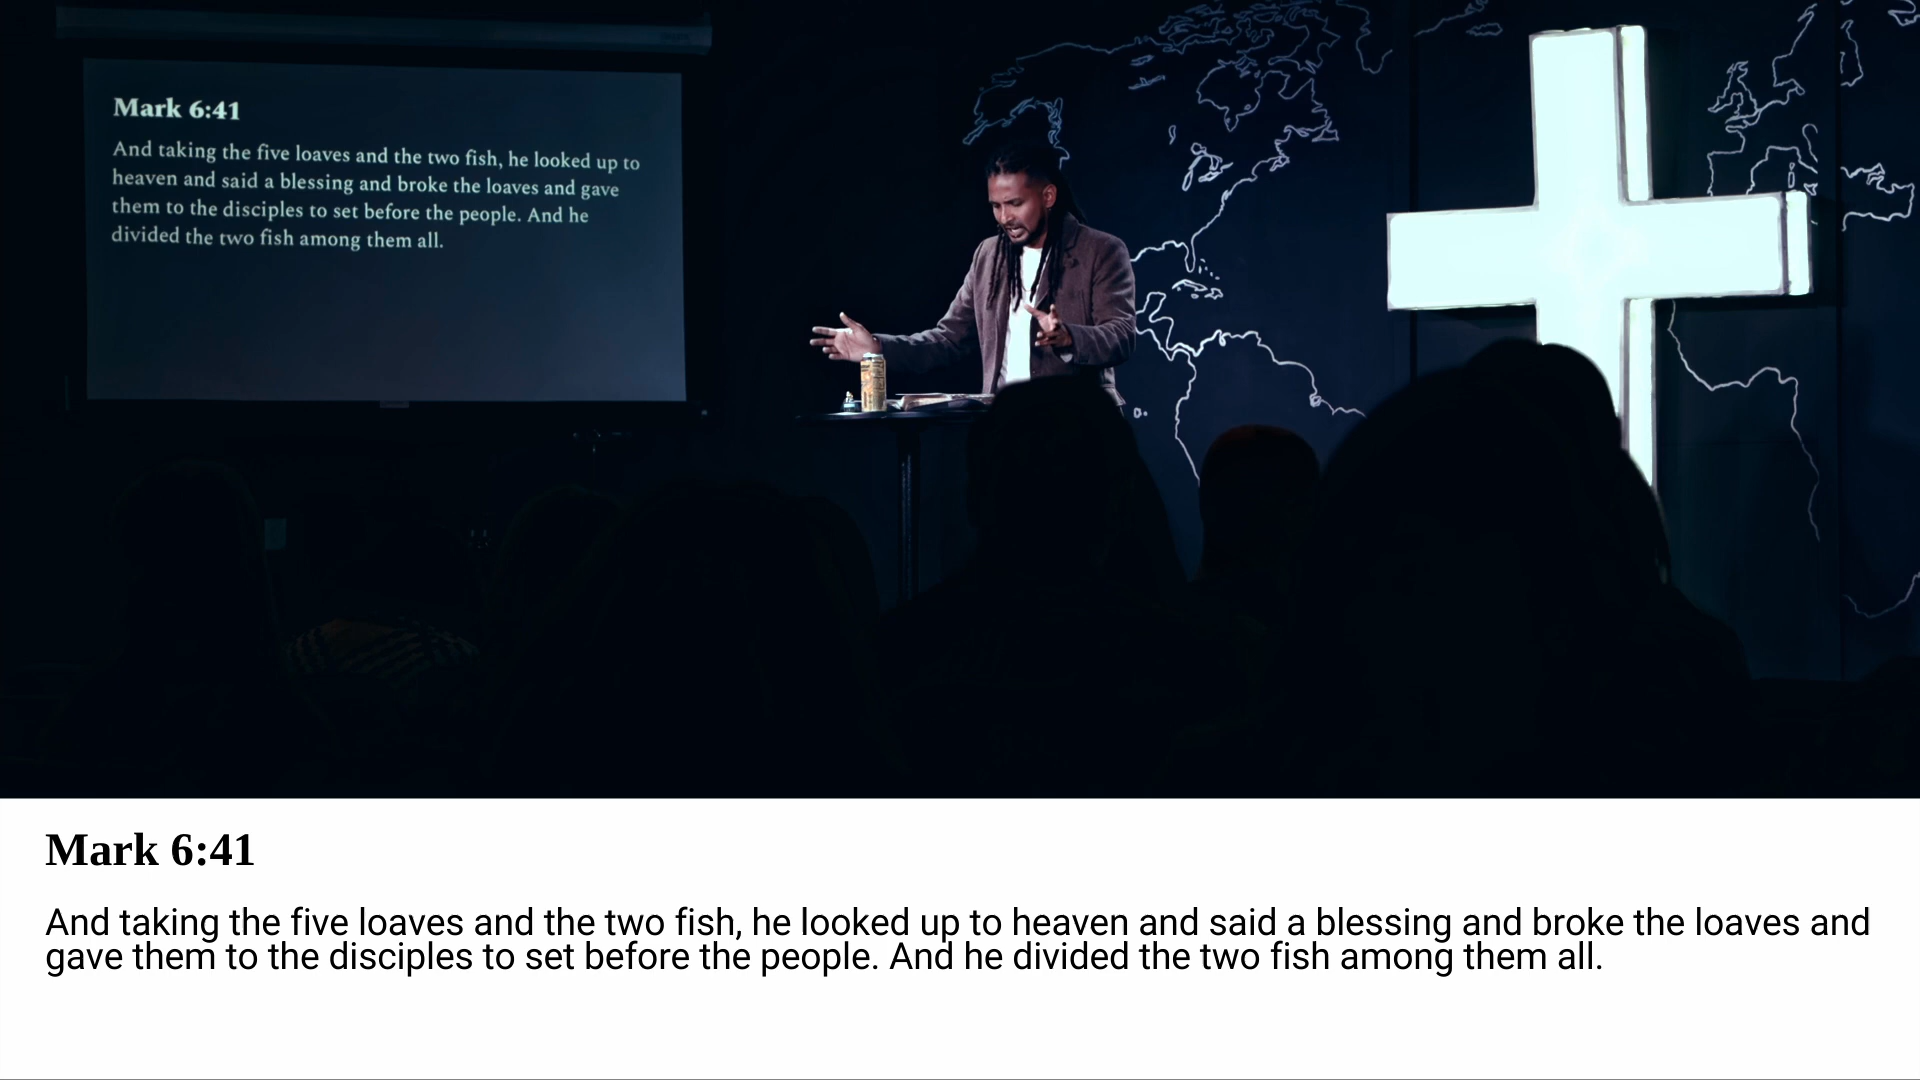 Mark 6:41
And taking the five loaves and the two fish, he looked up to
heaven and said a blessing and broke the loaves and gave
them to the disciples to set before the people. And he
divided the two fish among them all.
Mark 6:41
And taking the five loaves and the two fish, he looked up to heaven and said a blessing and broke the loaves and
gave them to the disciples to set before the people. And he divided the two fish among them all.